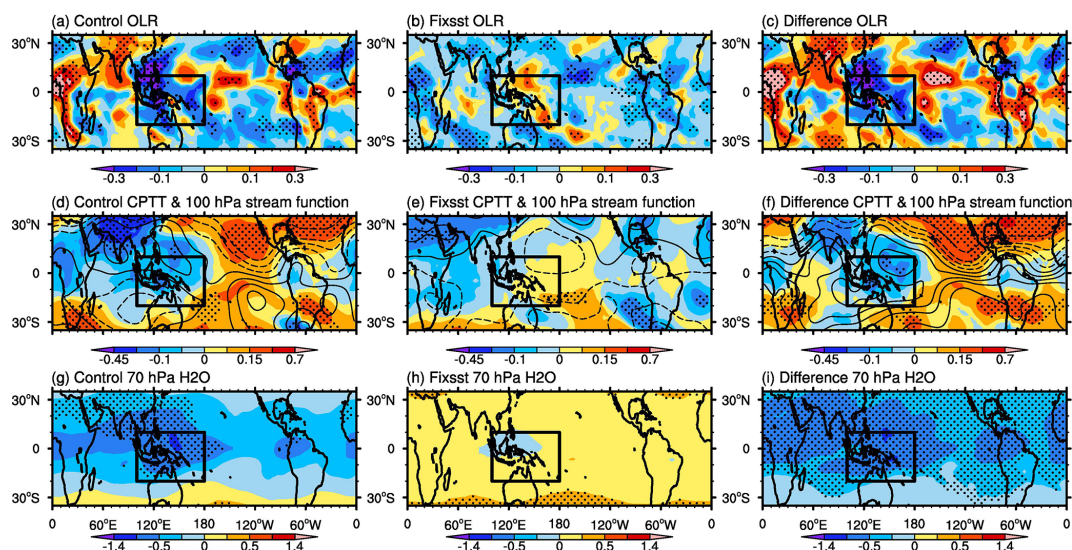 (a) Control OLR
(b) Fixsst OLR
(c) Difference OLR
30°N
0
30°S
30°N
0
30°S
30°N
0
30°S
-0.3 -0.1 0 0.1 0.3
-0.3 -0.1 0 0.1 0.3
-0.3 -0.1 0 0.1 0.3
(d) Control CPTT & 100 hPa stream function
(e) Fixsst CPTT & 100 hPa stream function
(f) Difference CPTT & 100 hPa stream function
30°N
0
30°S
30°N
0
30°S
30°N
0
30°S
-0.45 -0.1 0 0.15 0.7
-0.45 -0.1 0 0.15 0.7
-0.45 -0.1 0 0.15 0.7
(g) Control 70 hPa H2O
(h) Fixsst 70 hPa H2O
(i) Difference 70 hPa H2O
30°N
0
30°S
30°N
0
30°S
30°N
0
30°S
0 60°E 120°E 180 120°W 60°W 0
0 60°E 120°E 180 120°W 60°W 0
0 60°E 120°E 180 120°W 60°W 0
-1.4 -0.5 0 0.5 1.4
-1.4 -0.5 0 0.5 1.4
-1.4 -0.5 0 0.5 1.4